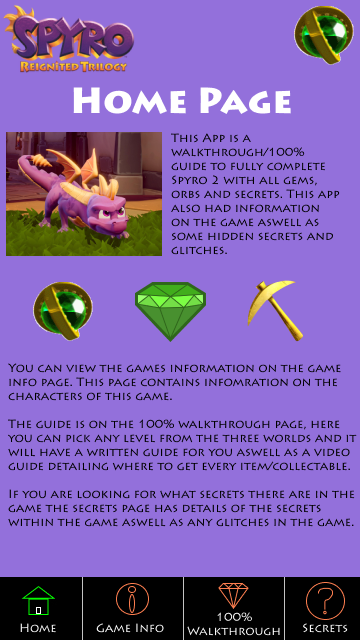 Spyro
Reignited Trilogy
Home Page
This App is a
walkthrough/100%
guide to fully complete
Spyro 2 with all gems,
orbs and secrets. This app
also had information
on the game aswell as
some hidden secrets and
glitches.
You can view the games information on the game
info page. This page contains infomration on the
characters of this game.
The guide is on the 100% walkthrough page, here
you can pick any level from the three worlds and it
will have a written guide for you aswell as a video
guide detailing where to get every item/collectable.
If you are looking for what secrets there are in the
game the secrets page has details of the secrets
within the game aswell as any glitches in the game.
Home
Game Info
100%
Walkthrough
?
Secrets